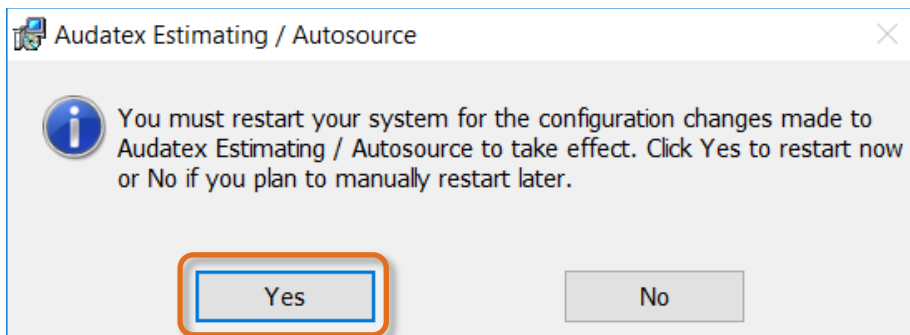 Audatex Estimating / Autosource
You must restart your system for the configuration changes made to
Audatex Estimating / Autosource to take effect. Click Yes to restart now
or No if you plan to manually restart later.
Yes
No